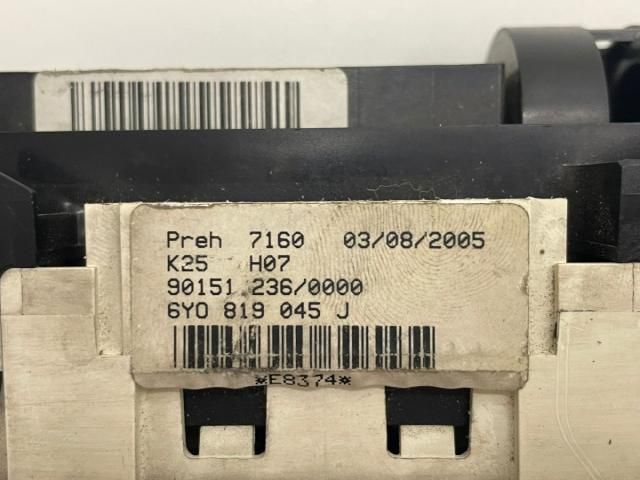 Preh 7160 03/08/2005
K25 H07
90151 236/0000
6Y0 819 045 J
*E8374*